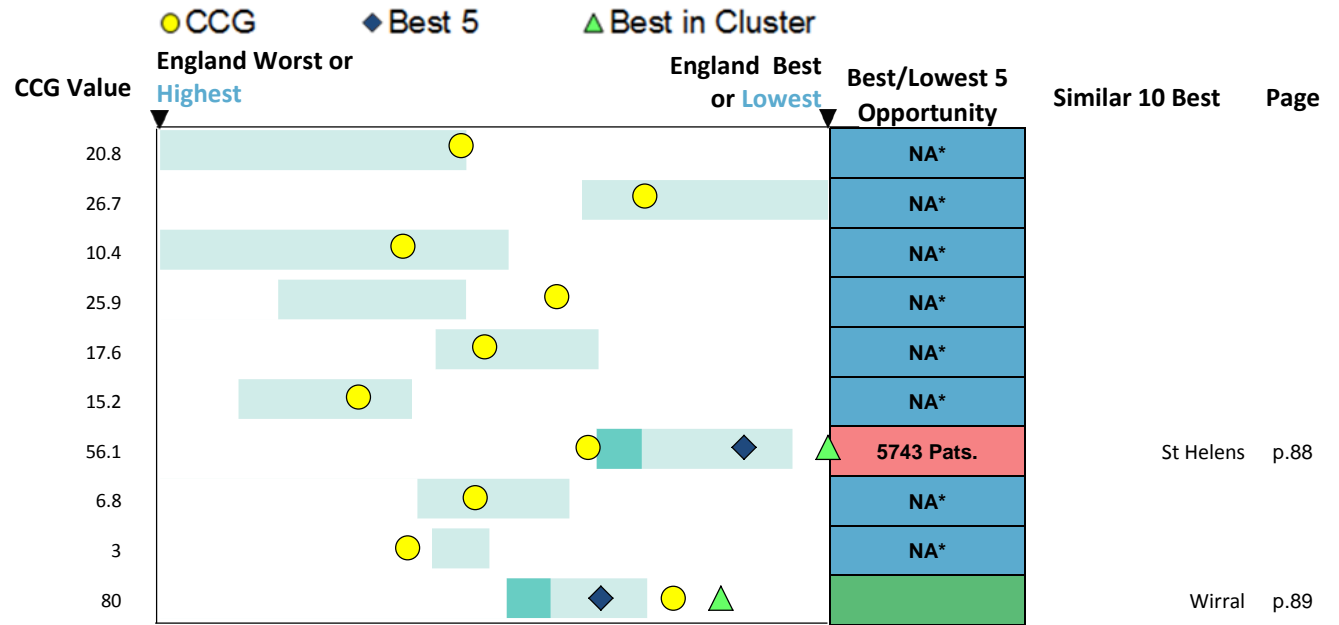 CCG Best 5 Best in Cluster
CCG Value England Worst or Highest England Best or Lowest Best/Lowest 5 Opportunity Similar 10 Best Page
20.8 NA*
26.7 NA*
10.4 NA*
25.9 NA*
17.6 NA*
15.2 NA*
56.1 5743 Pats. St Helens p.88
6.8 NA*
3 NA*
80 Wirral p.89